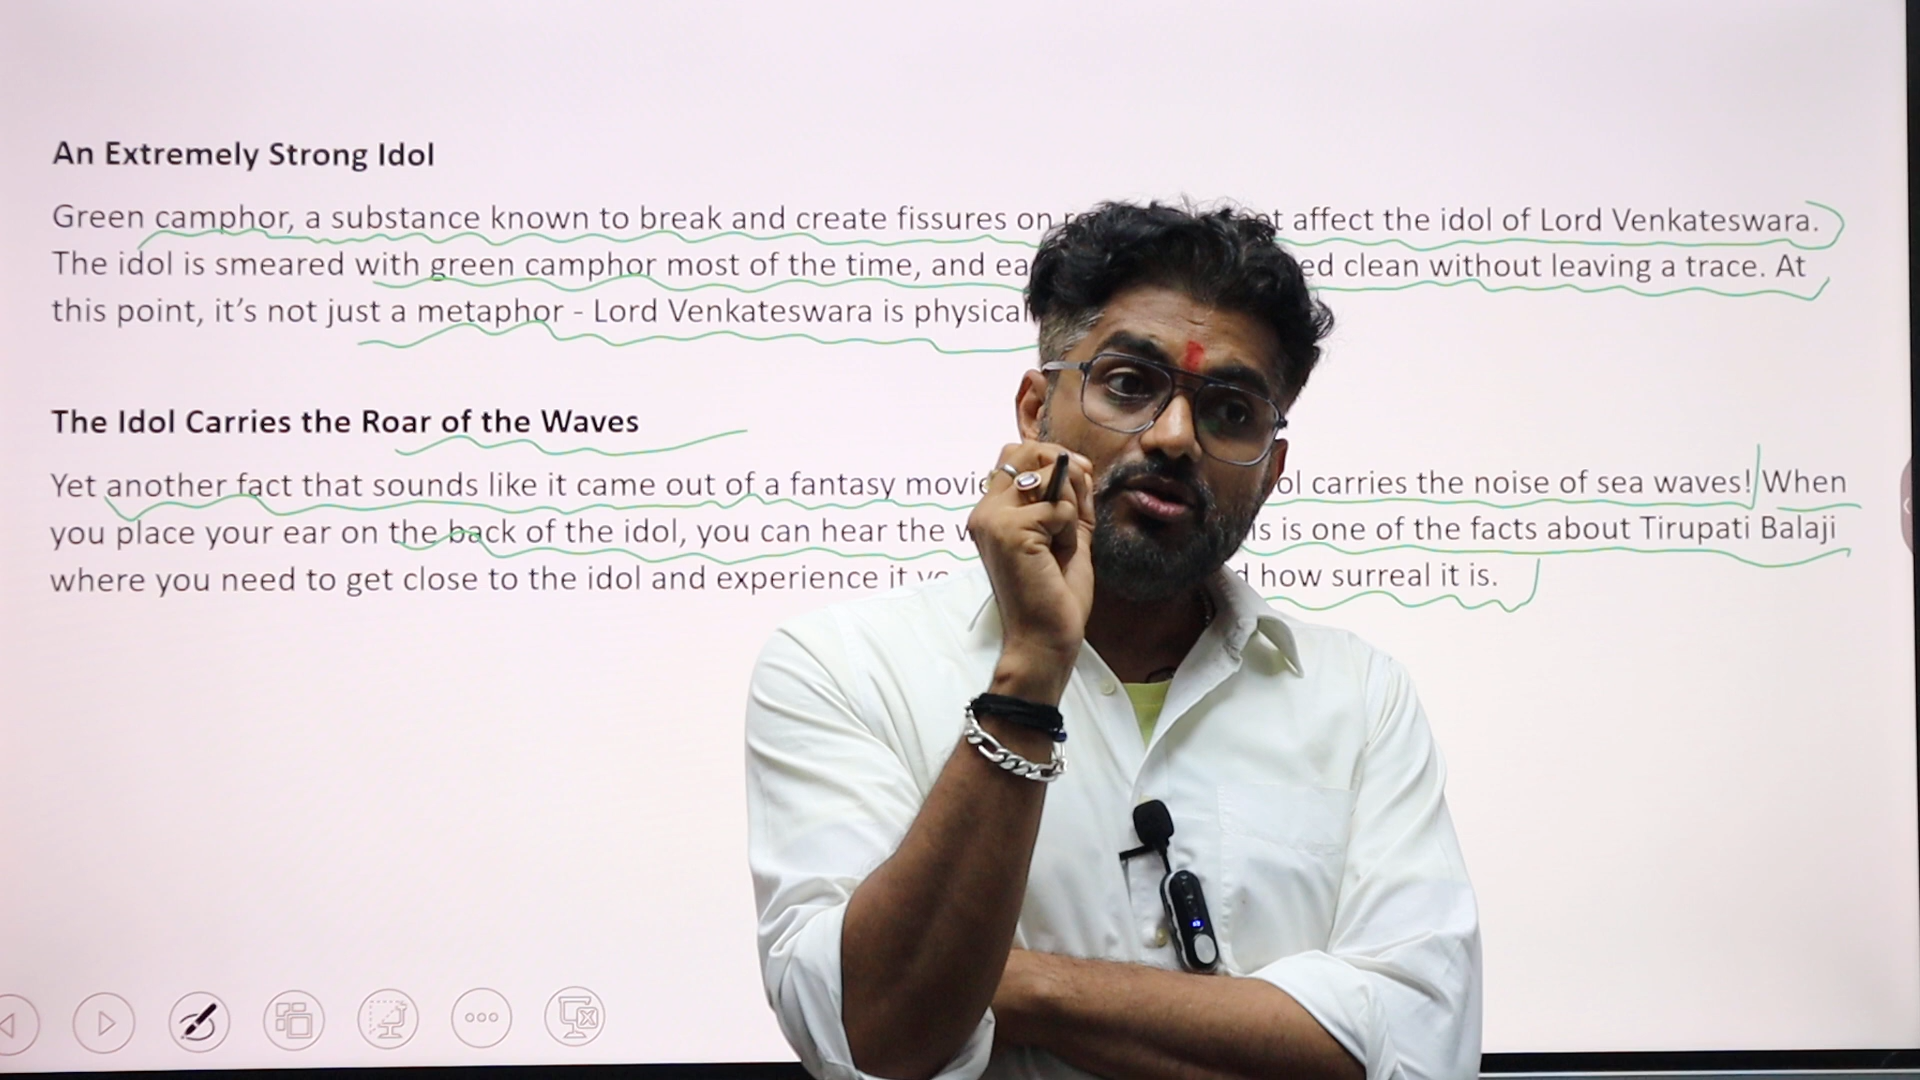 An Extremely Strong Idol
Green camphor, a substance known to break and create fissures on affect the idol of Lord Venkateswara.
The idol is smeared with green camphor most of the time, and clean without leaving a trace. At
this point, it’s not just a metaphor - Lord Venkateswara is
The Idol Carries the Roar of the Waves
Yet another fact that sounds like it came out of a fantasy carries the noise of sea waves! When
you place your ear on the back of the idol, you can hear the is one of the facts about Tirupati Balaji
where you need to get close to the idol and experience it how surreal it is.